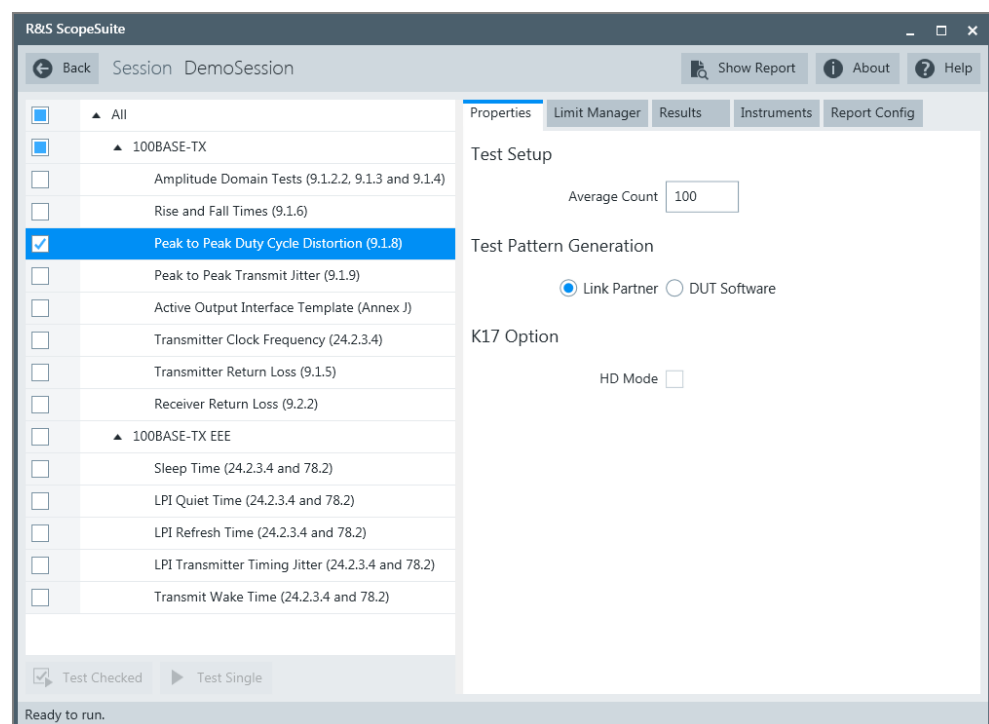 R&S ScopeSuite
Back Session DemoSession Show Report About Help
All
100BASE-TX
Amplitude Domain Tests (9.1.2.2, 9.1.3 and 9.1.4)
Rise and Fall Times (9.1.6)
Peak to Peak Duty Cycle Distortion (9.1.8)
Peak to Peak Transmit Jitter (9.1.9)
Active Output Interface Template (Annex J)
Transmitter Clock Frequency (24.2.3.4)
Transmitter Return Loss (9.1.5)
Receiver Return Loss (9.2.2)
100BASE-TX EEE
Sleep Time (24.2.3.4 and 78.2)
LPI Quiet Time (24.2.3.4 and 78.2)
LPI Refresh Time (24.2.3.4 and 78.2)
LPI Transmitter Timing Jitter (24.2.3.4 and 78.2)
Transmit Wake Time (24.2.3.4 and 78.2)
Test Checked Test Single
Properties Limit Manager Results Instruments Report Config
Test Setup
Average Count 100
Test Pattern Generation
Link Partner DUT Software
K17 Option
HD Mode
Ready to run.